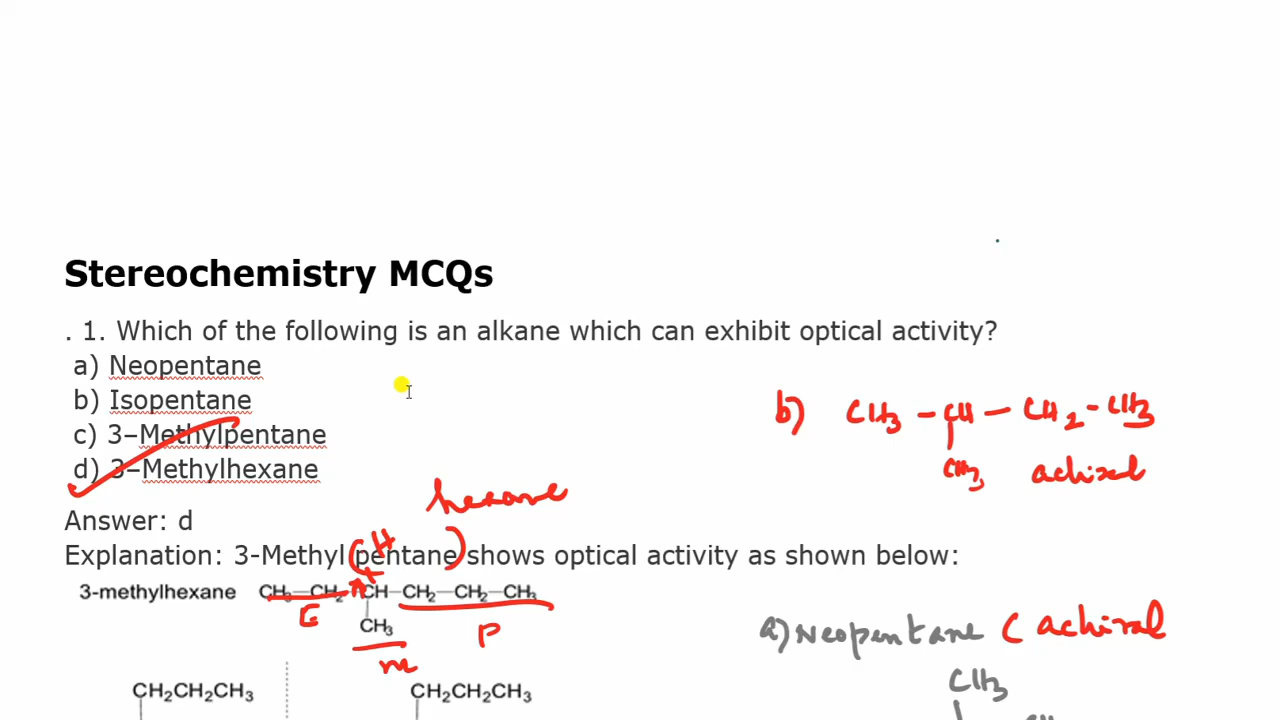 Stereochemistry MCQs
. 1. Which of the following is an alkane which can exhibit optical activity?
a) Neopentane
b) Isopentane
c) 3–Methylpentane
d) 3–Methylhexane
b) CH3 – CH – CH2 – CH3
CH3 achiral
hexane
Answer: d
H
Explanation: 3-Methyl (pentane) shows optical activity as shown below:
3-methylhexane CH3—CH2—CH—CH2—CH2—CH3
*
CH3
E
P
m
a) Neopentane ( achiral
CH3
CH2CH2CH3 CH2CH2CH3